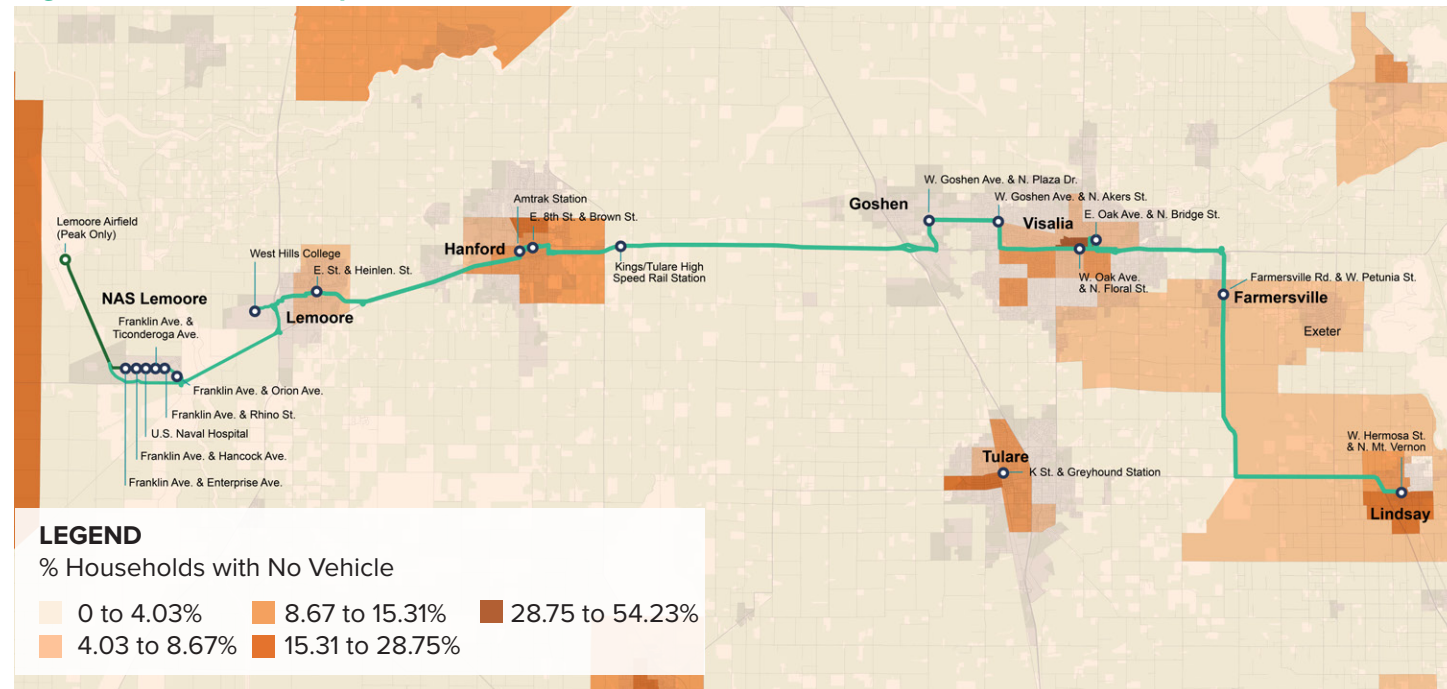 Lemoore Airfield
(Peak Only)
NAS Lemoore
Franklin Ave. &
Ticonderoga Ave.
Franklin Ave. & Orion Ave.
Franklin Ave. & Rhino St.
U.S. Naval Hospital
Franklin Ave. & Hancock Ave.
Franklin Ave. & Enterprise Ave.
West Hills College
E. St. & Heinlen. St.
Lemoore
Amtrak Station
E. 8th St. & Brown St.
Hanford
Kings/Tulare High
Speed Rail Station
Goshen
W. Goshen Ave. & N. Plaza Dr.
W. Goshen Ave. & N. Akers St.
Visalia
E. Oak Ave. & N. Bridge St.
W. Oak Ave.
& N. Floral St.
Farmersville Rd. & W. Petunia St.
Farmersville
Exeter
Tulare
K St. & Greyhound Station
W. Hermosa St.
& N. Mt. Vernon
Lindsay
LEGEND
% Households with No Vehicle
0 to 4.03%
4.03 to 8.67%
8.67 to 15.31%
15.31 to 28.75%
28.75 to 54.23%